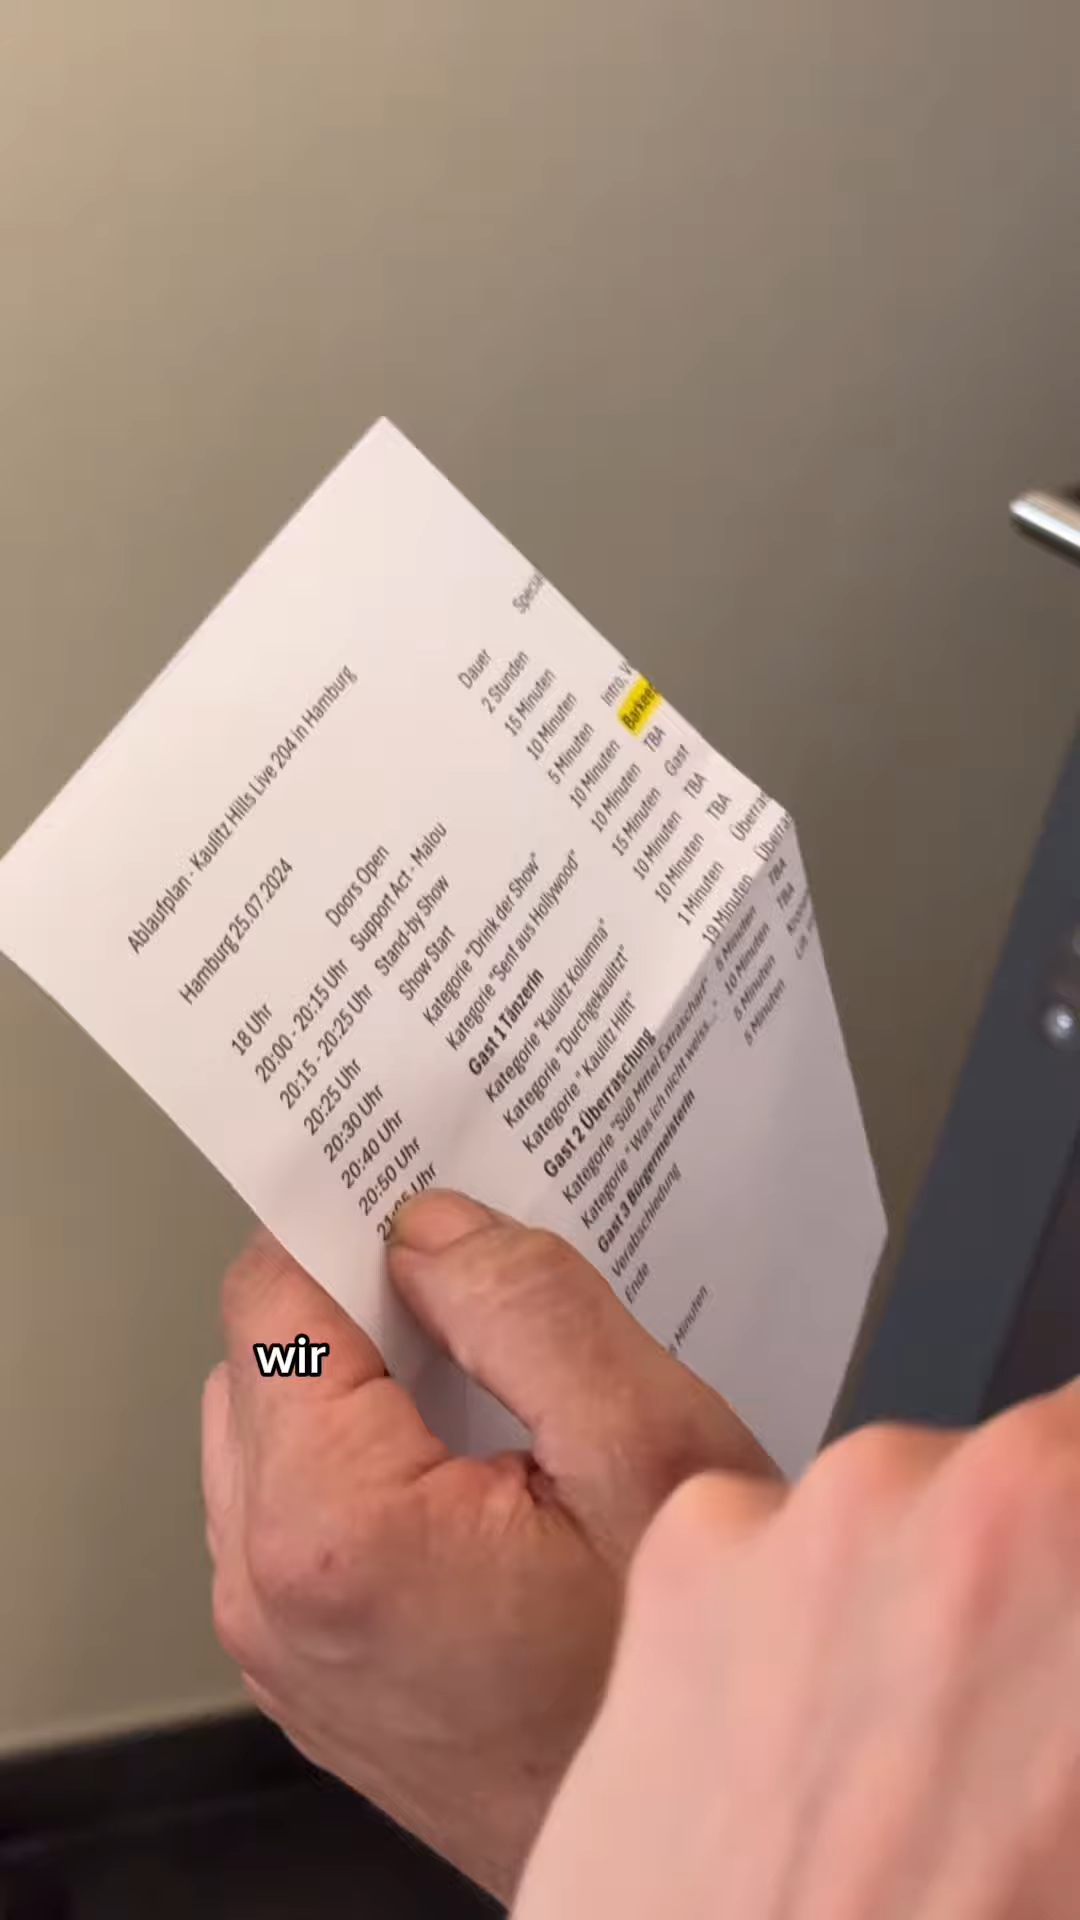 Ablaufplan - Kaulitz Hills Live 204 in Hamburg
Hamburg 25.07.2024
Dauer
18 Uhr Doors Open 2 Stunden
20:00 - 20:15 Uhr Support Act - Malou 15 Minuten
20:15 - 20:25 Uhr Stand-by Show 10 Minuten
20:25 Uhr Show Start 5 Minuten Intro,
20:30 Uhr Kategorie "Drink der Show" 10 Minuten
20:40 Uhr Kategorie "Senf aus Hollywood" 10 Minuten TBA
20:50 Uhr Gast 1 Tänzerin 15 Minuten Gast
Uhr Kategorie "Kaulitz Kolumna" 10 Minuten TBA
Kategorie "Durchgekaulitzt" 10 Minuten TBA
Kategorie " Kaulitz Hilft" 1 Minuten
Gast 2 Überraschung 19 Minuten
Kategorie "Süß Mittel Extrascharf" 5 Minuten TBA
Kategorie " Was ich nicht weiss..." 10 Minuten TBA
Gast 3 Bürgermeisterin 5 Minuten
Verabschiedung 5 Minuten
Ende
Minuten
wir